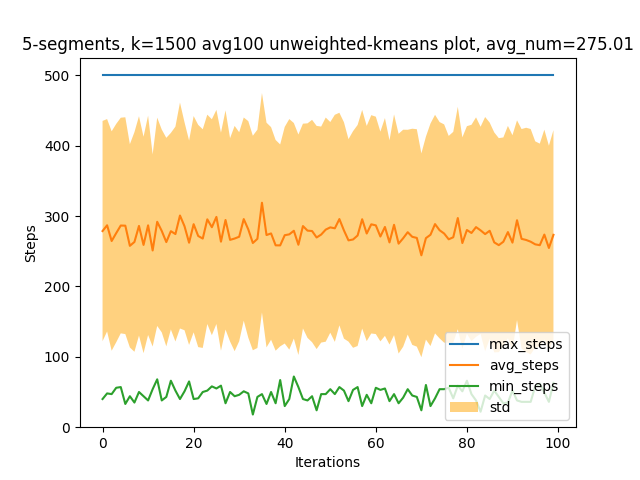 5-segments, k=1500 avg100 unweighted-kmeans plot, avg_num=275.01
500
400
300
200
100
0
Steps
max_steps
avg_steps
min_steps
std
0 20 40 60 80 100
Iterations